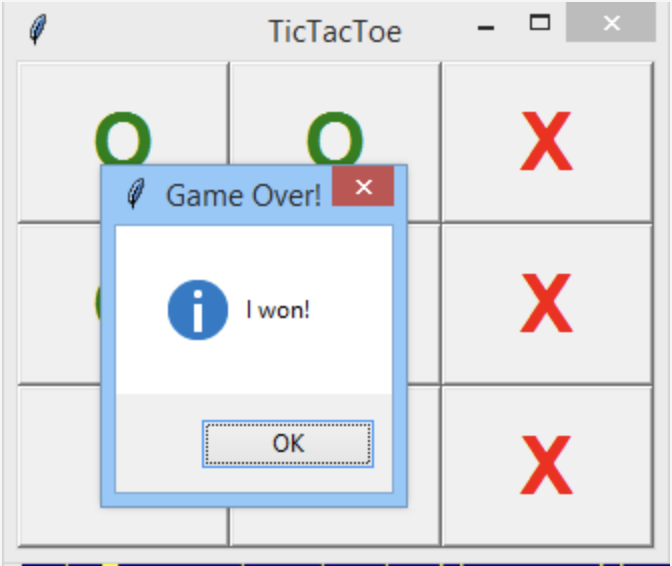 TicTacToe
O O X
Game Over!
X
I won!
OK
X